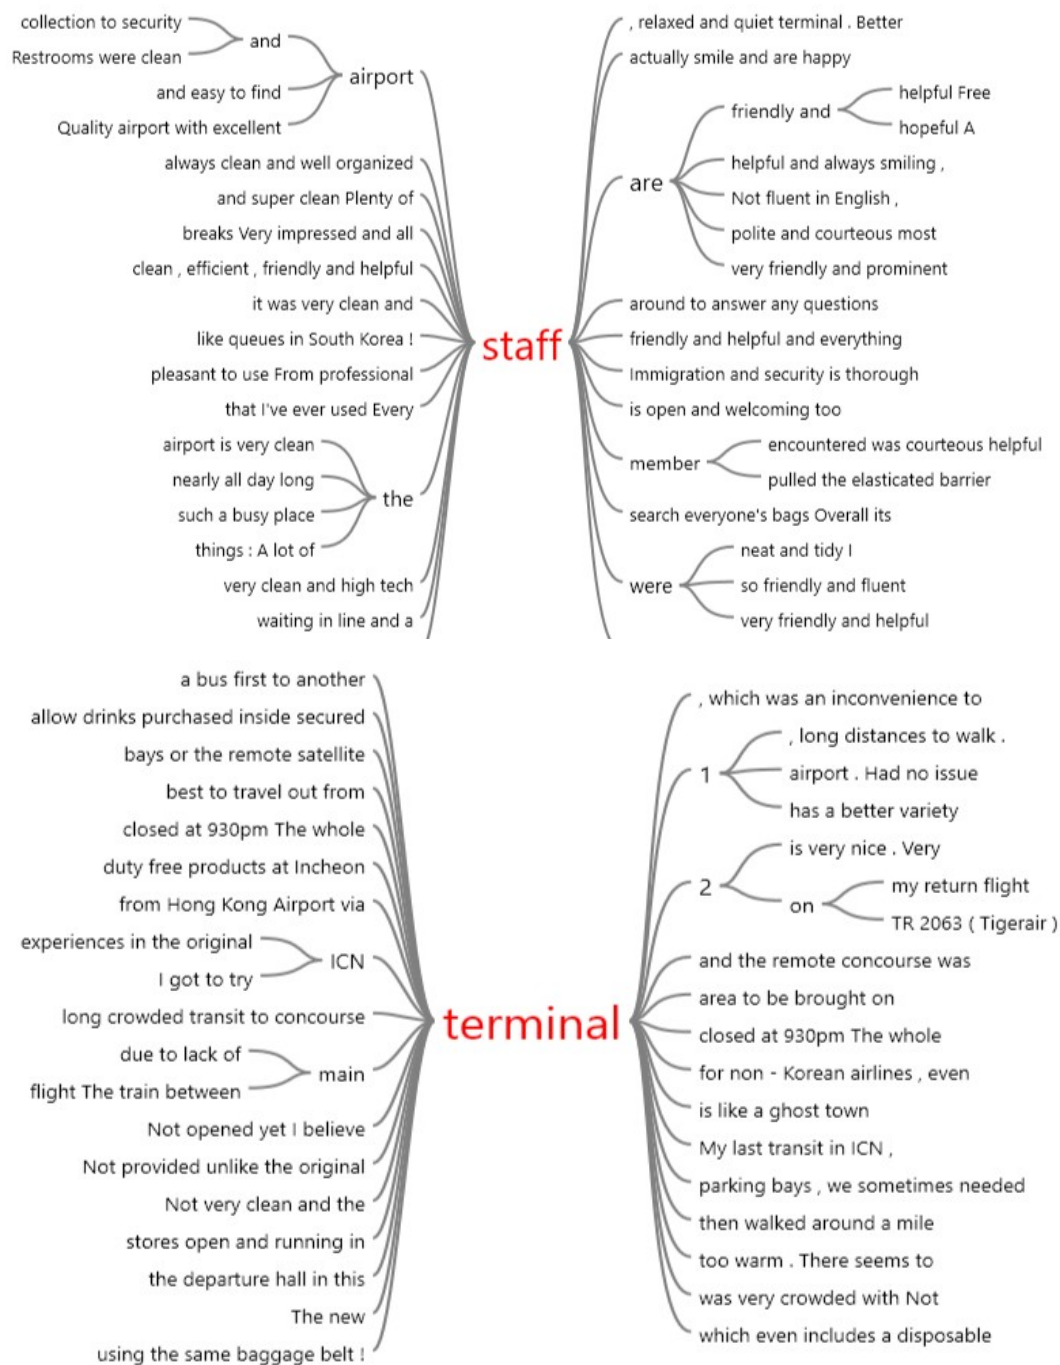 collection to security
Restrooms were clean
and
and easy to find
Quality airport with excellent
airport
always clean and well organized
and super clean Plenty of
breaks Very impressed and all
clean , efficient , friendly and helpful
it was very clean and
like queues in South Korea !
pleasant to use From professional
that I've ever used Every
airport is very clean
nearly all day long
such a busy place
things : A lot of
the
very clean and high tech
waiting in line and a
staff
, relaxed and quiet terminal . Better
actually smile and are happy
are
friendly and
helpful Free
hopeful A
helpful and always smiling ,
Not fluent in English ,
polite and courteous most
very friendly and prominent
around to answer any questions
friendly and helpful and everything
Immigration and security is thorough
is open and welcoming too
member
encountered was courteous helpful
pulled the elasticated barrier
search everyone's bags Overall its
were
neat and tidy I
so friendly and fluent
very friendly and helpful
a bus first to another
allow drinks purchased inside secured
bays or the remote satellite
best to travel out from
closed at 930pm The whole
duty free products at Incheon
from Hong Kong Airport via
experiences in the original
I got to try
ICN
long crowded transit to concourse
due to lack of
flight The train between
main
Not opened yet I believe
Not provided unlike the original
Not very clean and the
stores open and running in
the departure hall in this
The new
using the same baggage belt !
terminal
, which was an inconvenience to
1
, long distances to walk .
airport . Had no issue
has a better variety
2
is very nice . Very
on
my return flight
TR 2063 ( Tigerair )
and the remote concourse was
area to be brought on
closed at 930pm The whole
for non - Korean airlines , even
is like a ghost town
My last transit in ICN ,
parking bays , we sometimes needed
then walked around a mile
too warm . There seems to
was very crowded with Not
which even includes a disposable